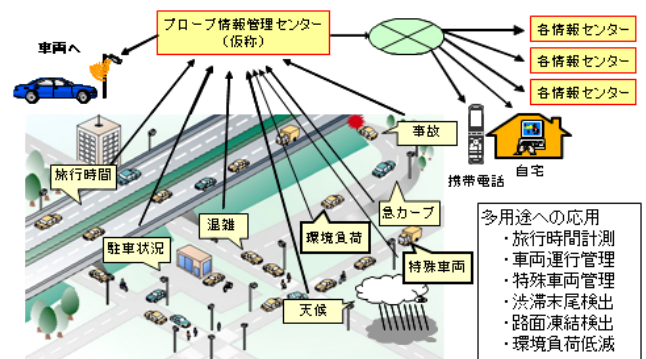 プローブ情報管理センター
(仮称)
車両へ
各情報センター
各情報センター
各情報センター
事故
携帯電話
自宅
旅行時間
急カーブ
混雑
環境負荷
駐車状況
特殊車両
天候
多用途への応用
・旅行時間計測
・車両運行管理
・特殊車両管理
・渋滞末尾検出
・路面凍結検出
・環境負荷低減